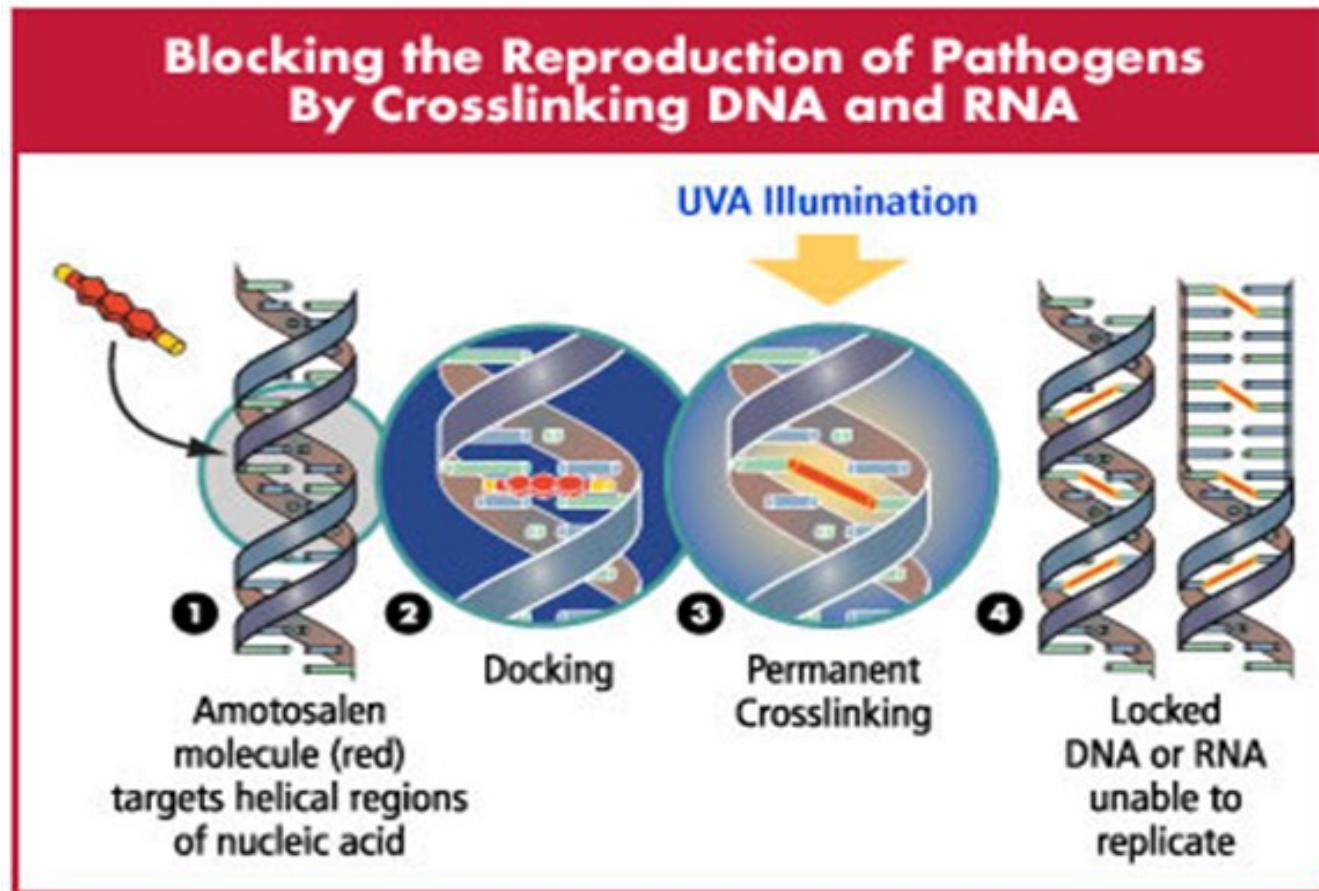 Blocking the Reproduction of Pathogens
By Crosslinking DNA and RNA
UVA Illumination
1
Amotosalen
molecule (red)
targets helical regions
of nucleic acid
2
Docking
3
Permanent
Crosslinking
4
Locked
DNA or RNA
unable to
replicate